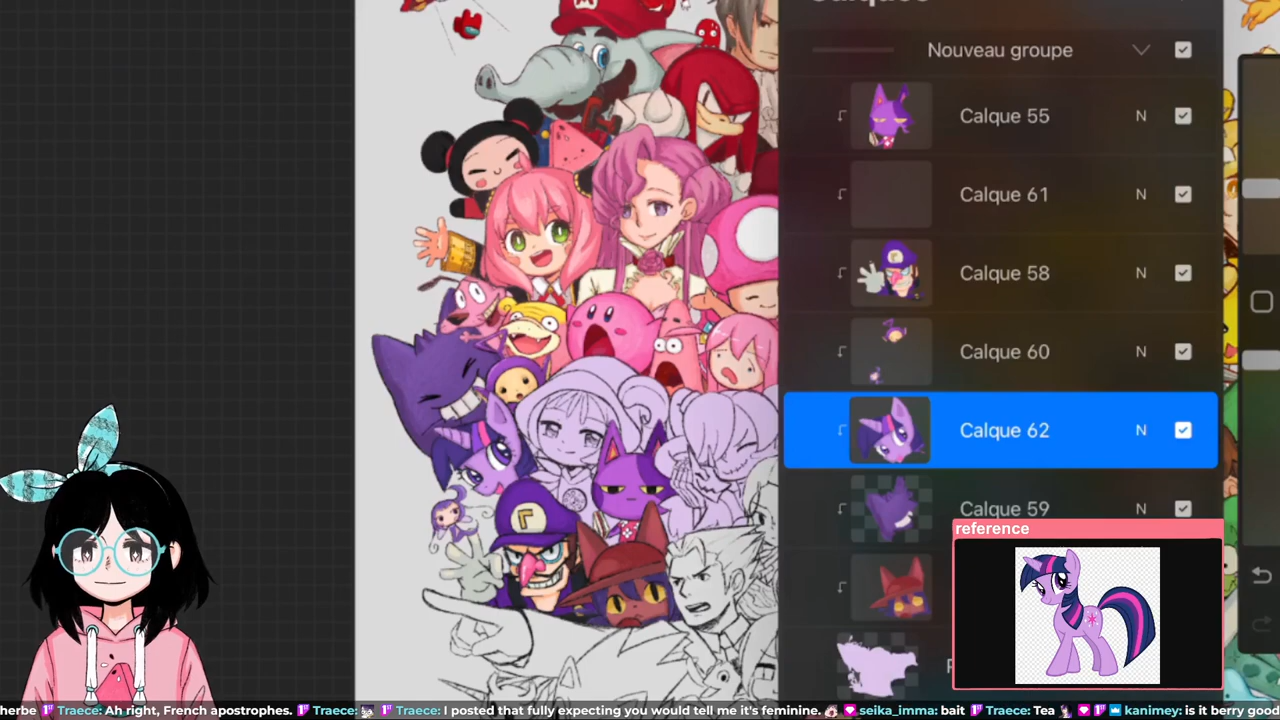 Nouveau groupe
Calque 55 N
Calque 61 N
Calque 58 N
Calque 60 N
Calque 62 N
Calque 59 N
reference
herbe Traece: Ah right, French apostrophes. Traece: Traece: I posted that fully expecting you would tell me it's feminine. seika_imma: bait Traece: Tea kanimey: is it berry good